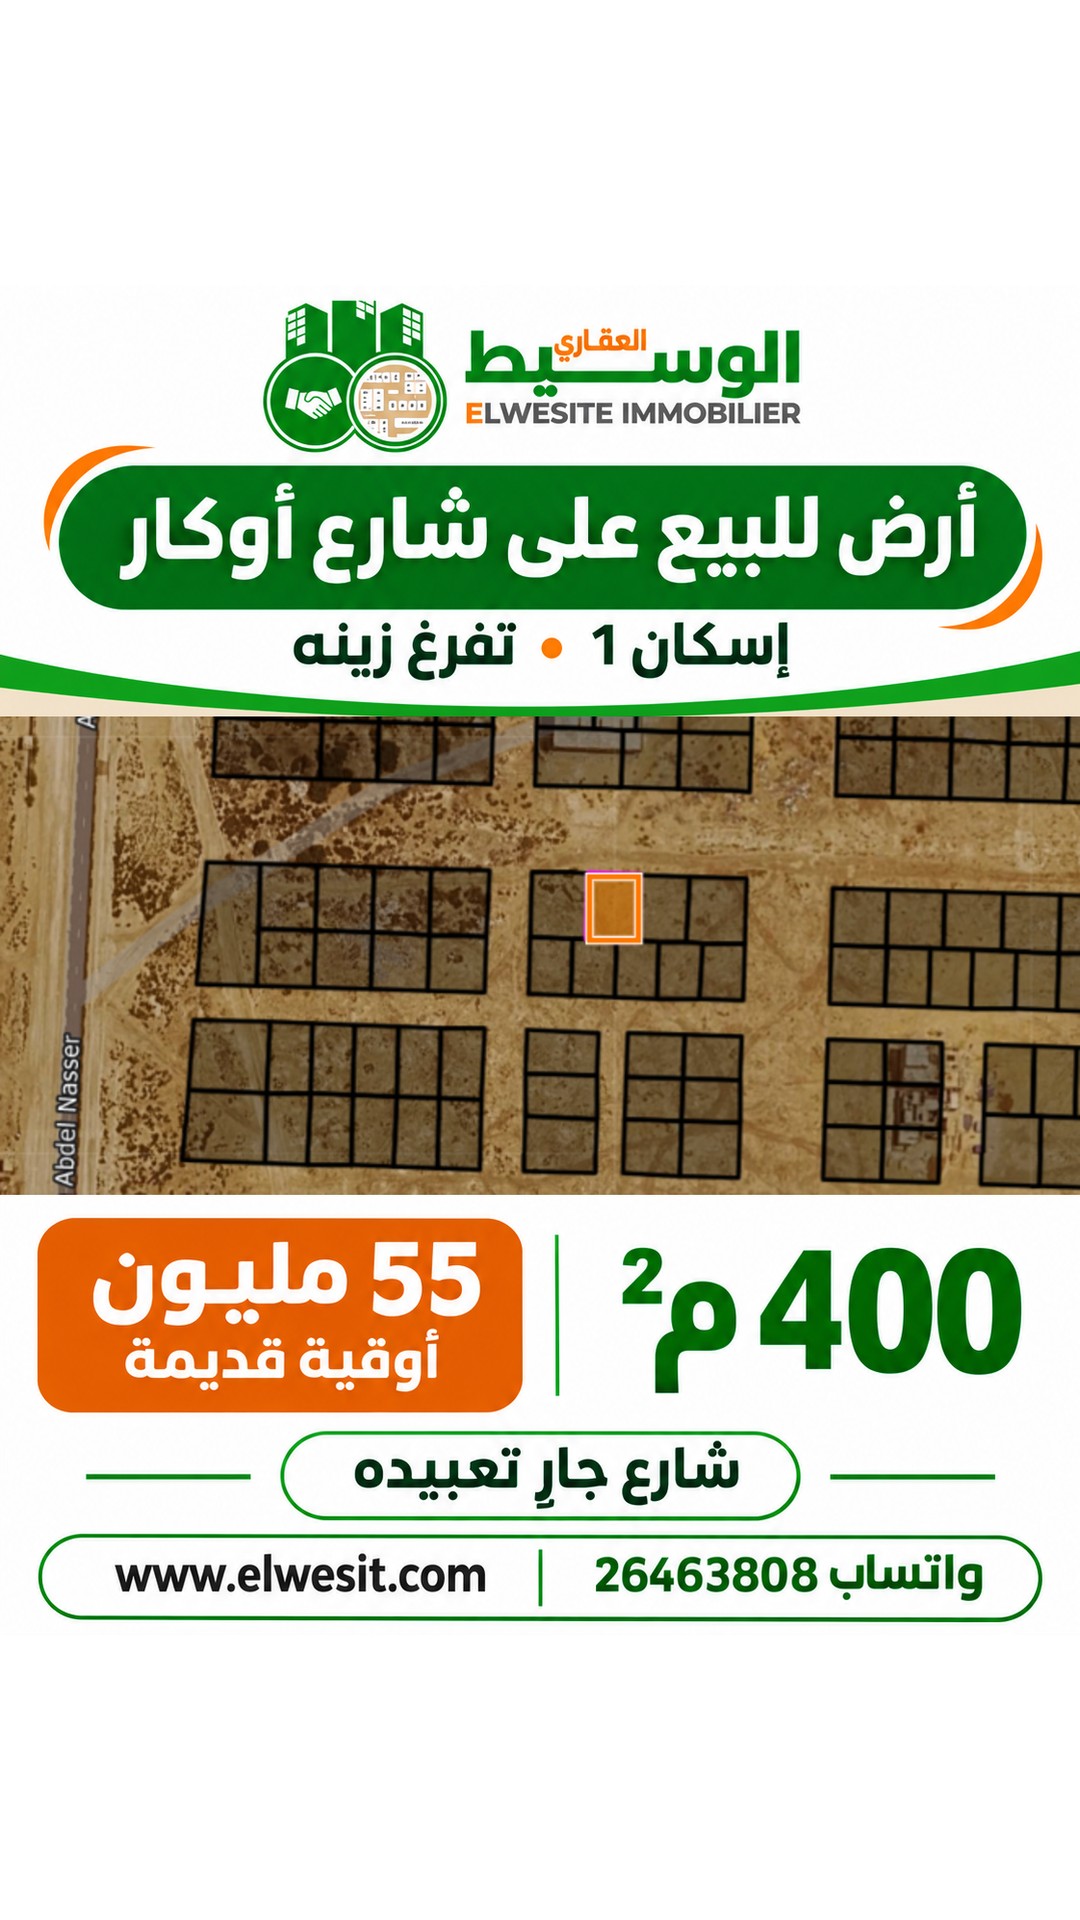 الوسيط العقاري
ELWESITE IMMOBILIER
أرض للبيع على شارع أوكار
إسكان 1 • تفرغ زينه
Abdel Nasser
400 م²
55 مليون
أوقية قديمة
شارع جارِ تعبيده
واتساب 26463808
www.elwesit.com